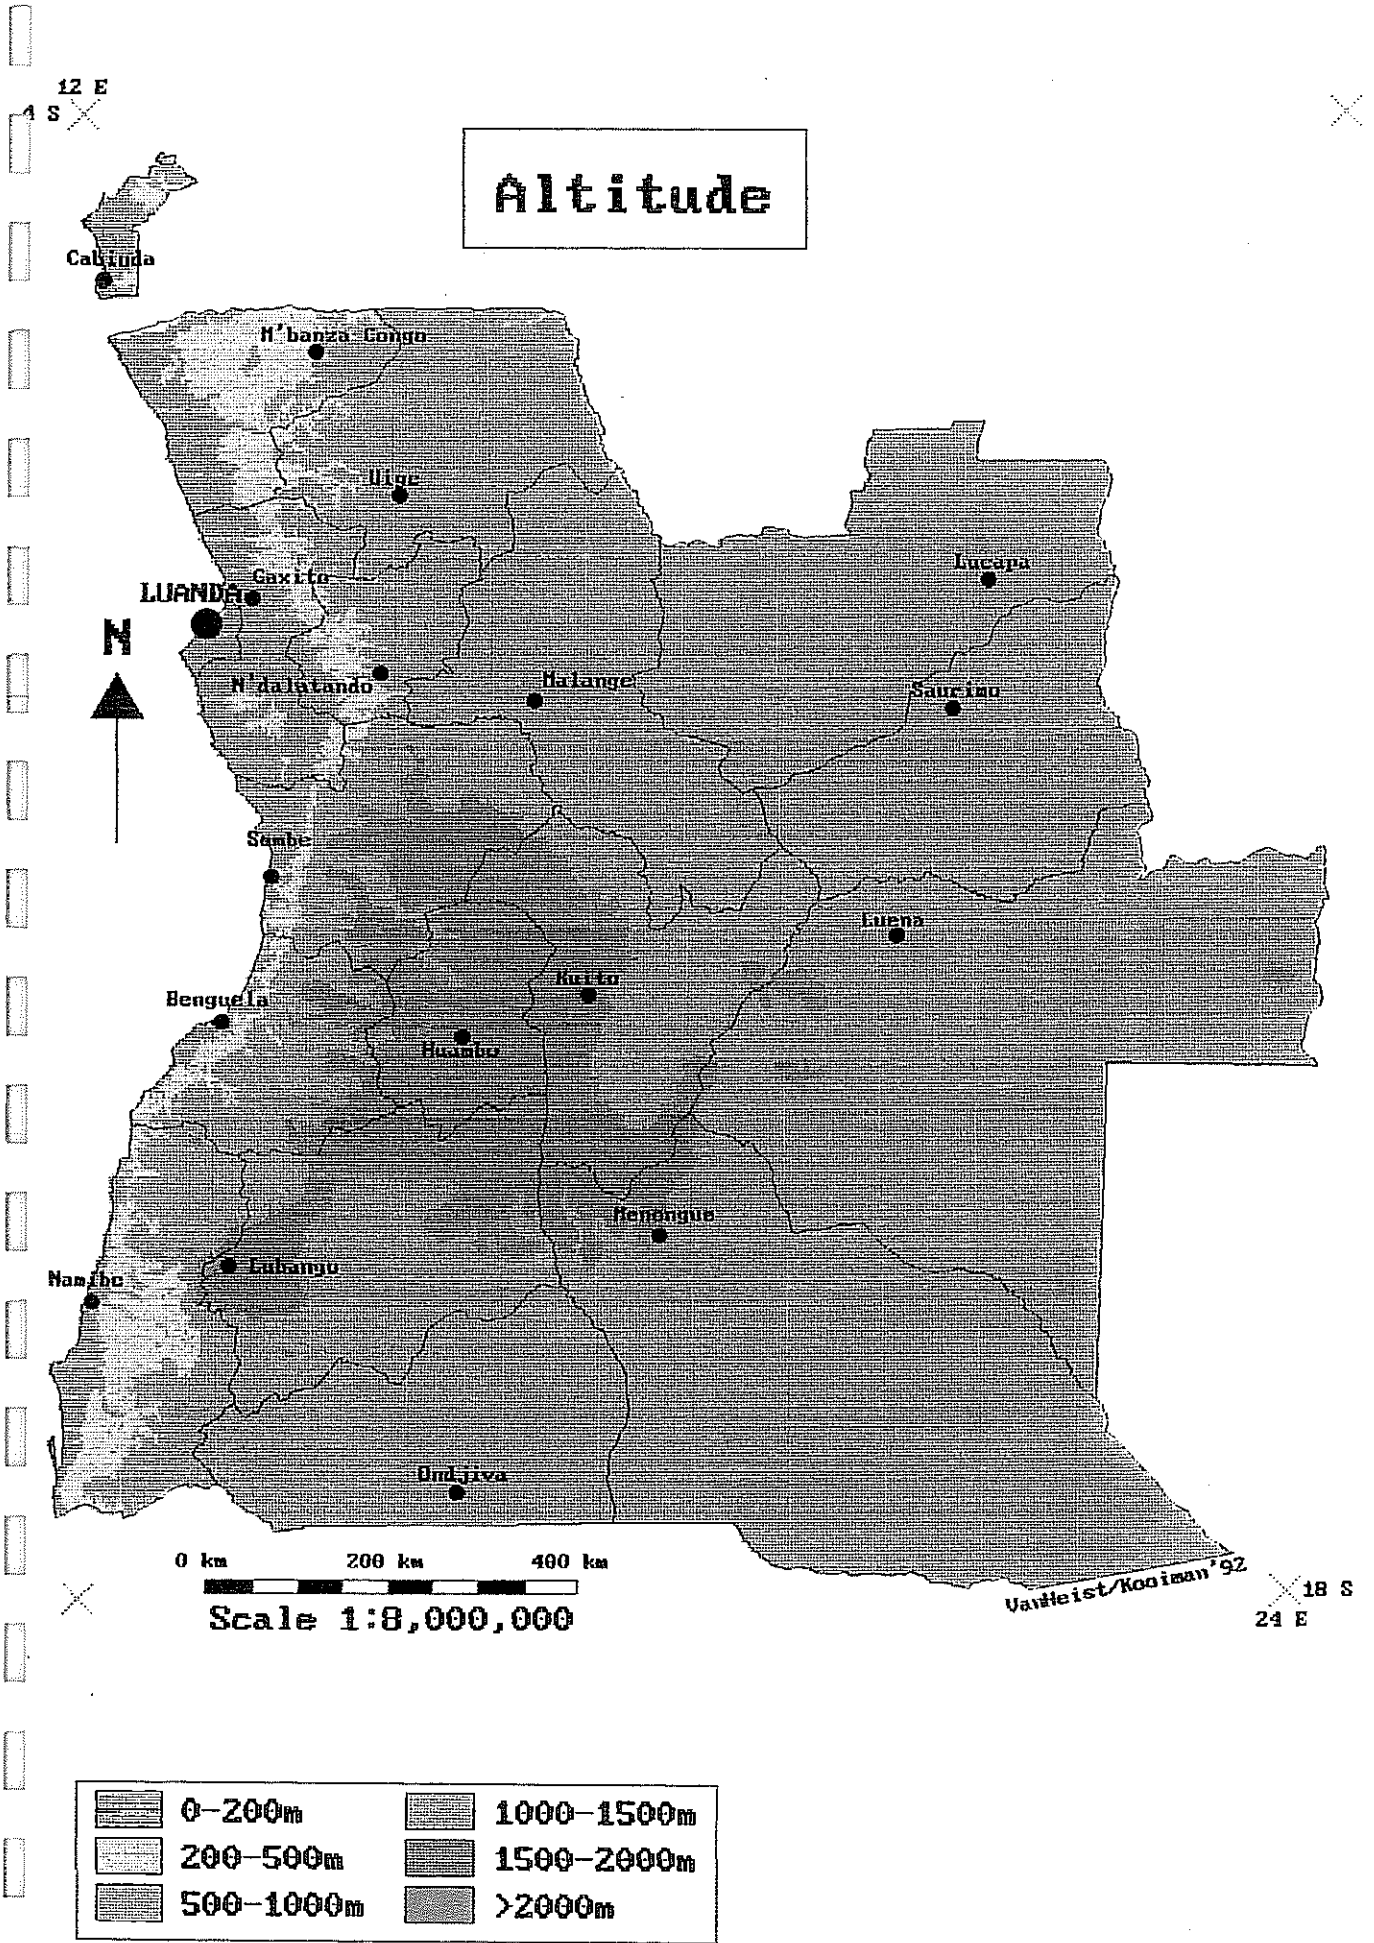 12 E
4 S
Altitude
Cabinda
M'banza-Congo
Uige
Lucapa
Caxito
LUANDA
N
N'dalatando
Malange
Saurimo
Sumbe
Luena
Kuito
Benguela
Huambo
Menongue
Lubango
Namibe
Ondjiva
0 km 200 km 400 km
Scale 1:8,000,000
VanHeist/Kooiman'92
18 S
24 E
0-200m
1000-1500m
200-500m
1500-2000m
500-1000m
>2000m